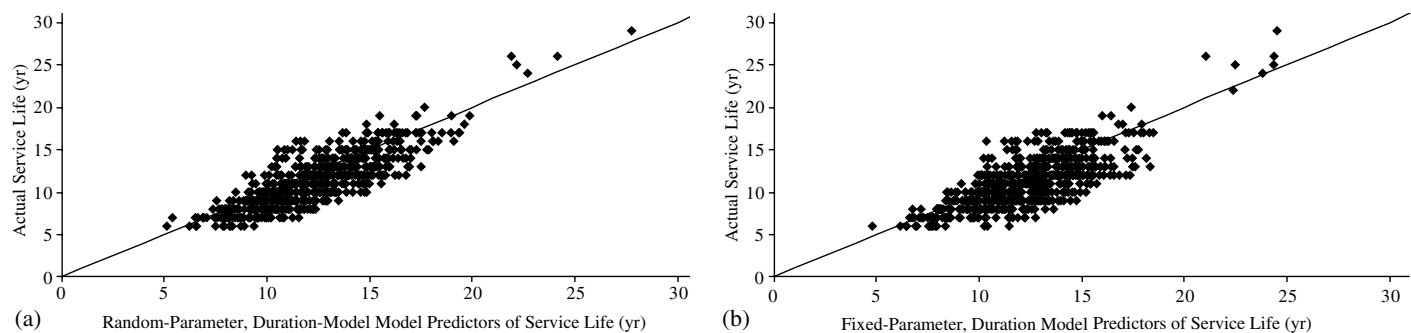 30
25
20
15
10
5
0
Actual Service Life (yr)
0 5 10 15 20 25 30
(a) Random-Parameter, Duration-Model Model Predictors of Service Life (yr)
30
25
20
15
10
5
0
Actual Service Life (yr)
0 5 10 15 20 25 30
(b) Fixed-Parameter, Duration Model Predictors of Service Life (yr)